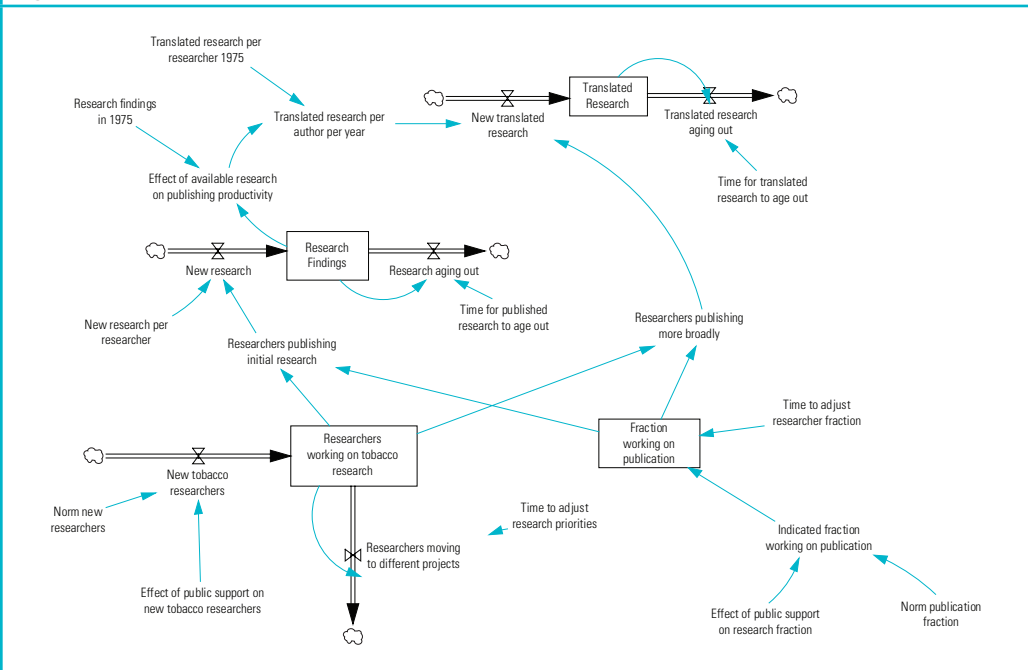 Translated research per
researcher 1975
Research findings
in 1975
Translated research per
author per year
New translated
research
Translated
Research
Translated research
aging out
Time for translated
research to age out
Effect of available research
on publishing productivity
New research
Research
Findings
Research aging out
Time for published
research to age out
New research per
researcher
Researchers publishing
initial research
Researchers publishing
more broadly
Time to adjust
researcher fraction
Fraction
working on
publication
Researchers
working on tobacco
research
New tobacco
researchers
Norm new
researchers
Time to adjust
research priorities
Researchers moving
to different projects
Indicated fraction
working on publication
Effect of public support on
new tobacco researchers
Effect of public support
on research fraction
Norm publication
fraction